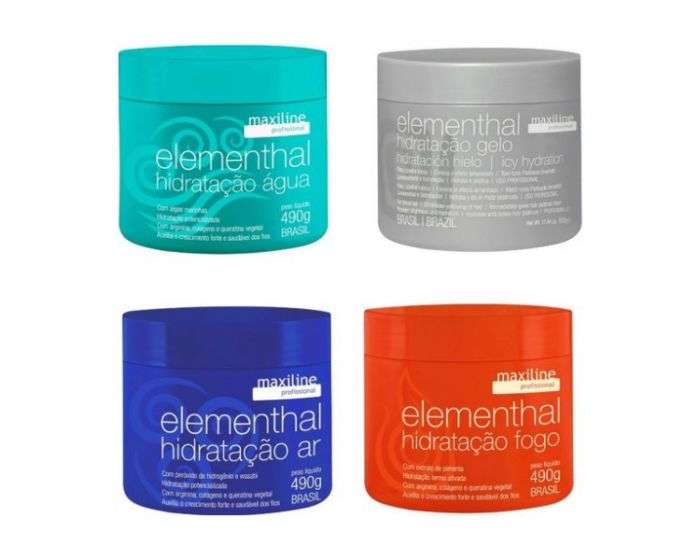 maxiline
profissional
elementhal
hidratação água
Com algas marinhas
Hidratação potencializada
Com arginina, colágeno e queratina vegetal
Auxilia o crescimento forte e saudável dos fios
peso líquido
490g
BRASIL
maxiline
profissional
elementhal
hidratação gelo
hidratación hielo | icy hydration
BRASIL | BRAZIL
maxiline
profissional
elementhal
hidratação ar
Com peróxido de hidrogênio e wasabi
Hidratação potencializada
Com arginina, colágeno e queratina vegetal
Auxilia o crescimento forte e saudável dos fios
peso líquido
490g
BRASIL
maxiline
profissional
elementhal
hidratação fogo
Com extrato de pimenta
Hidratação termo ativada
Com arginina, colágeno e queratina vegetal
Auxilia o crescimento forte e saudável dos fios
peso líquido
490g
BRASIL